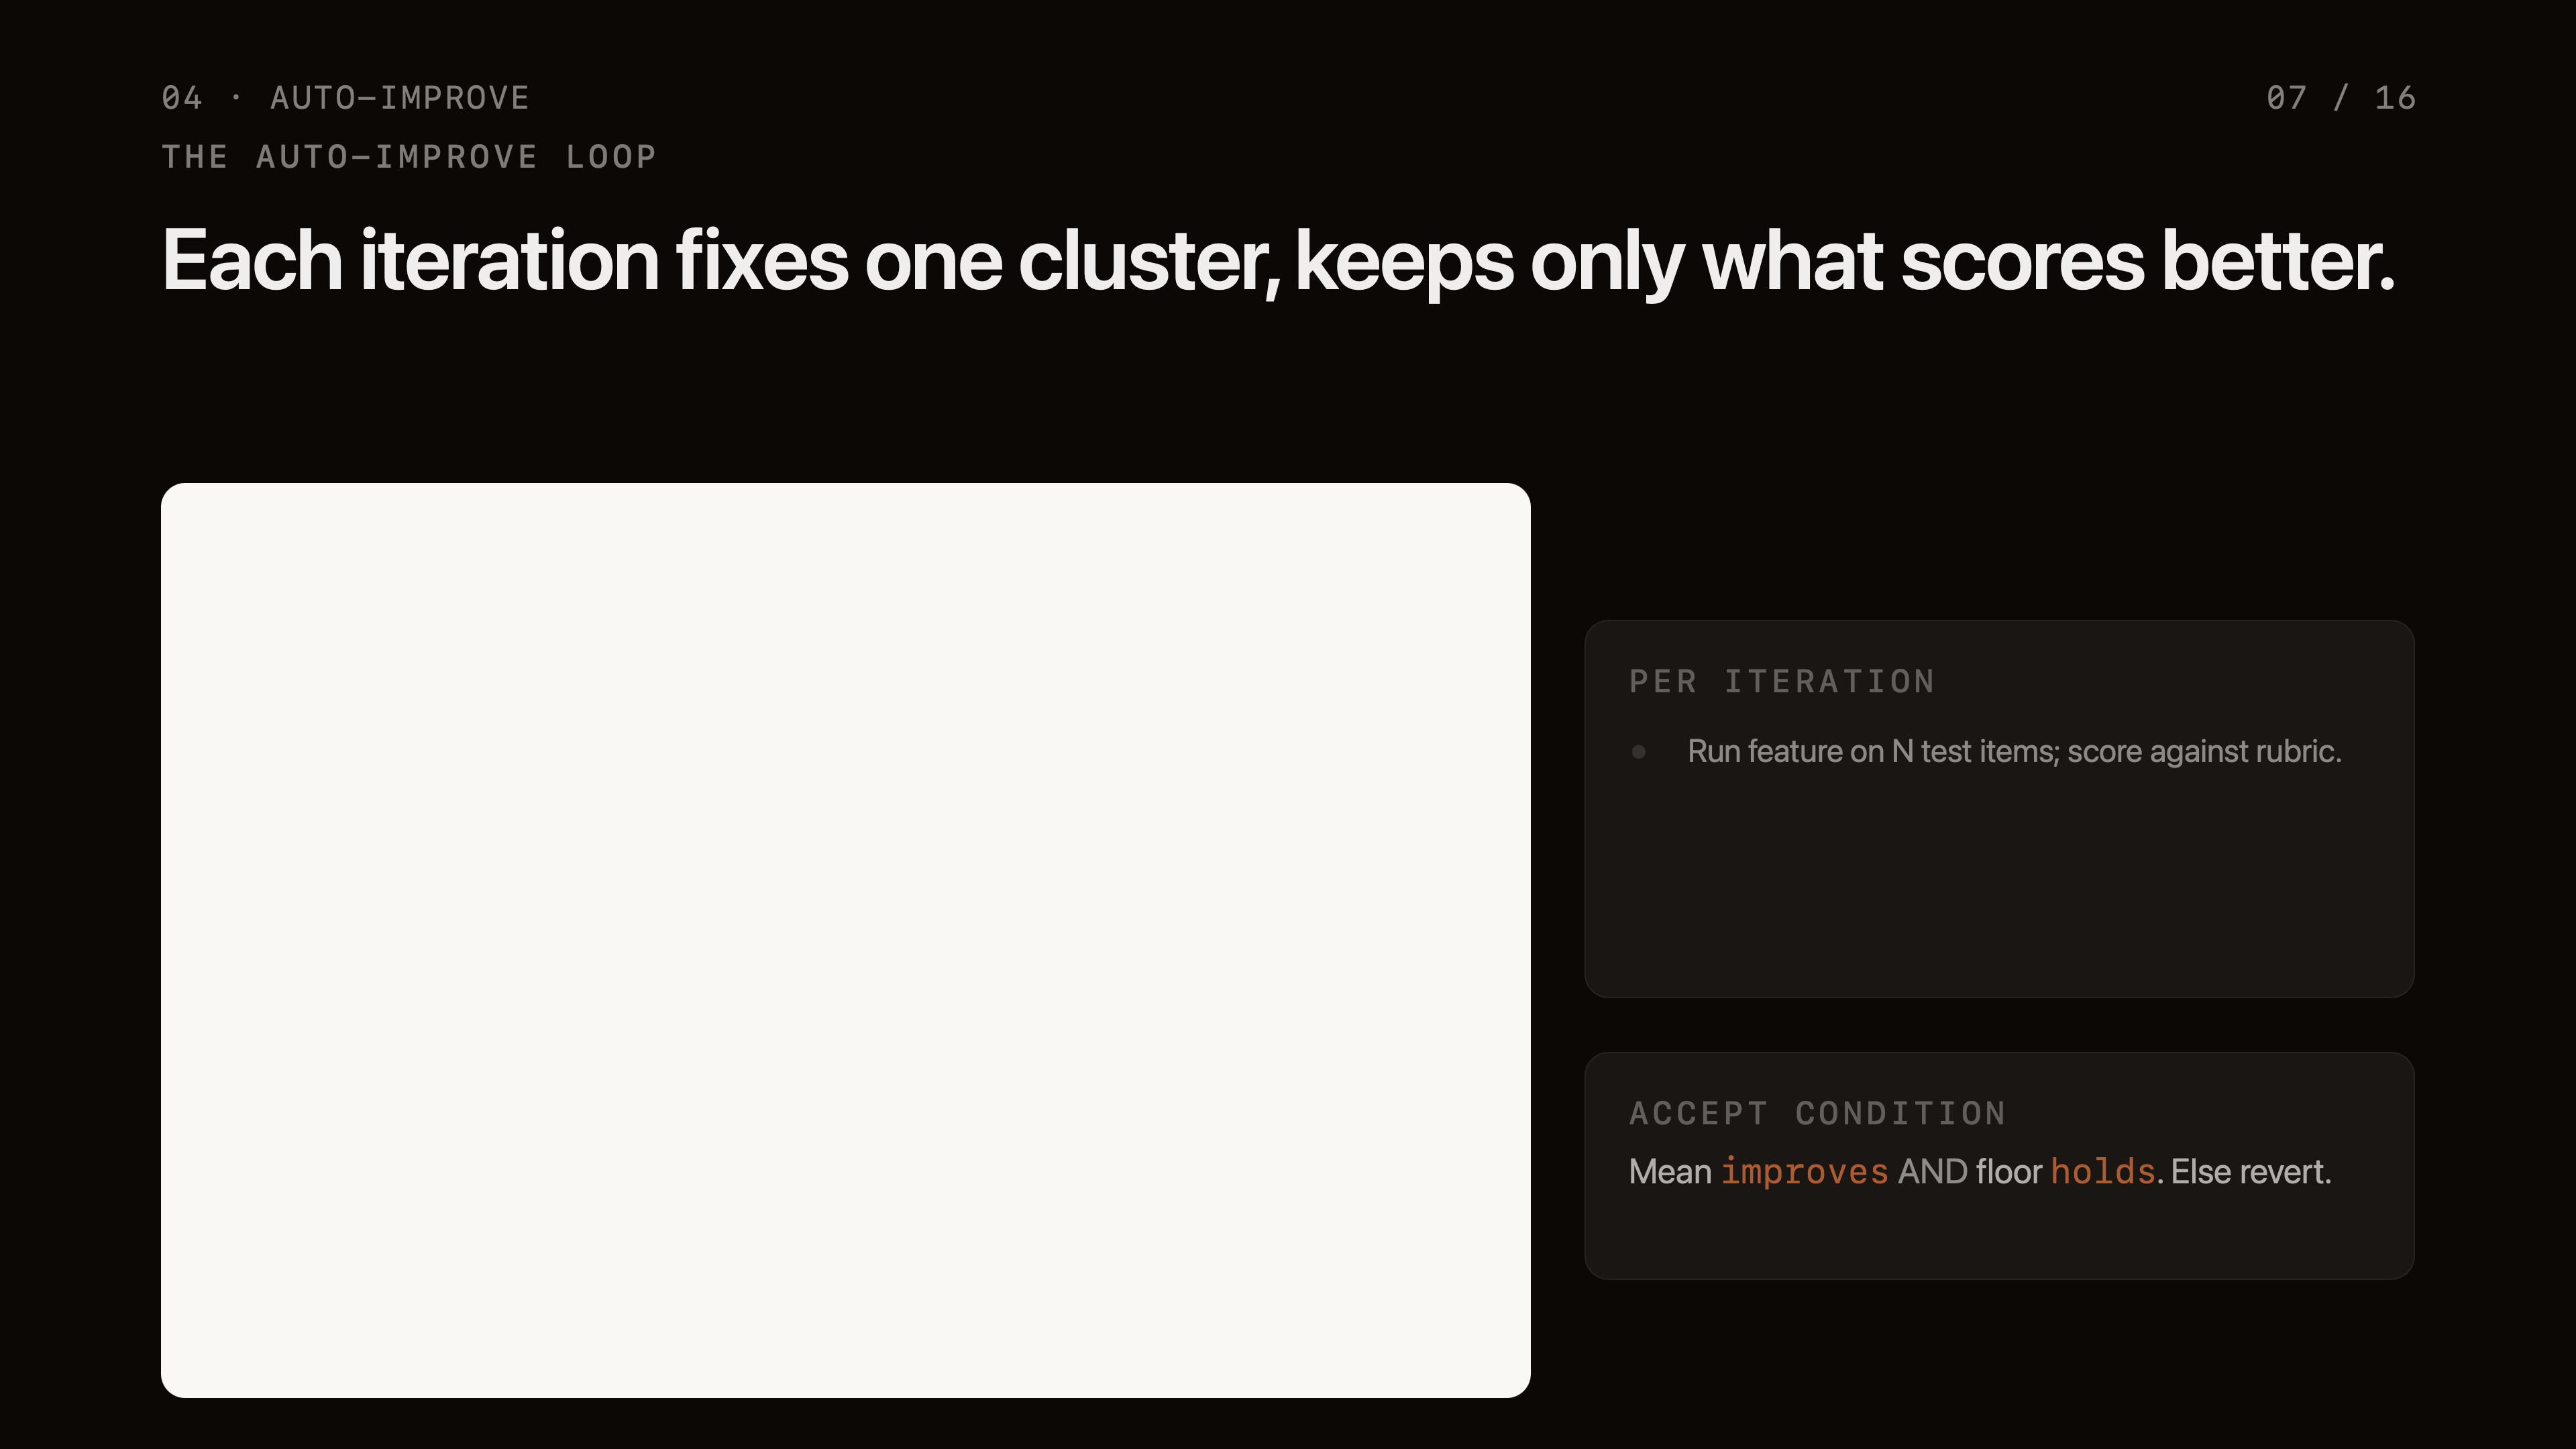 04 · AUTO–IMPROVE
07 / 16
THE AUTO–IMPROVE LOOP
Each iteration fixes one cluster, keeps only what scores better.
PER ITERATION
Run feature on N test items; score against rubric.
ACCEPT CONDITION
Mean improves AND floor holds. Else revert.